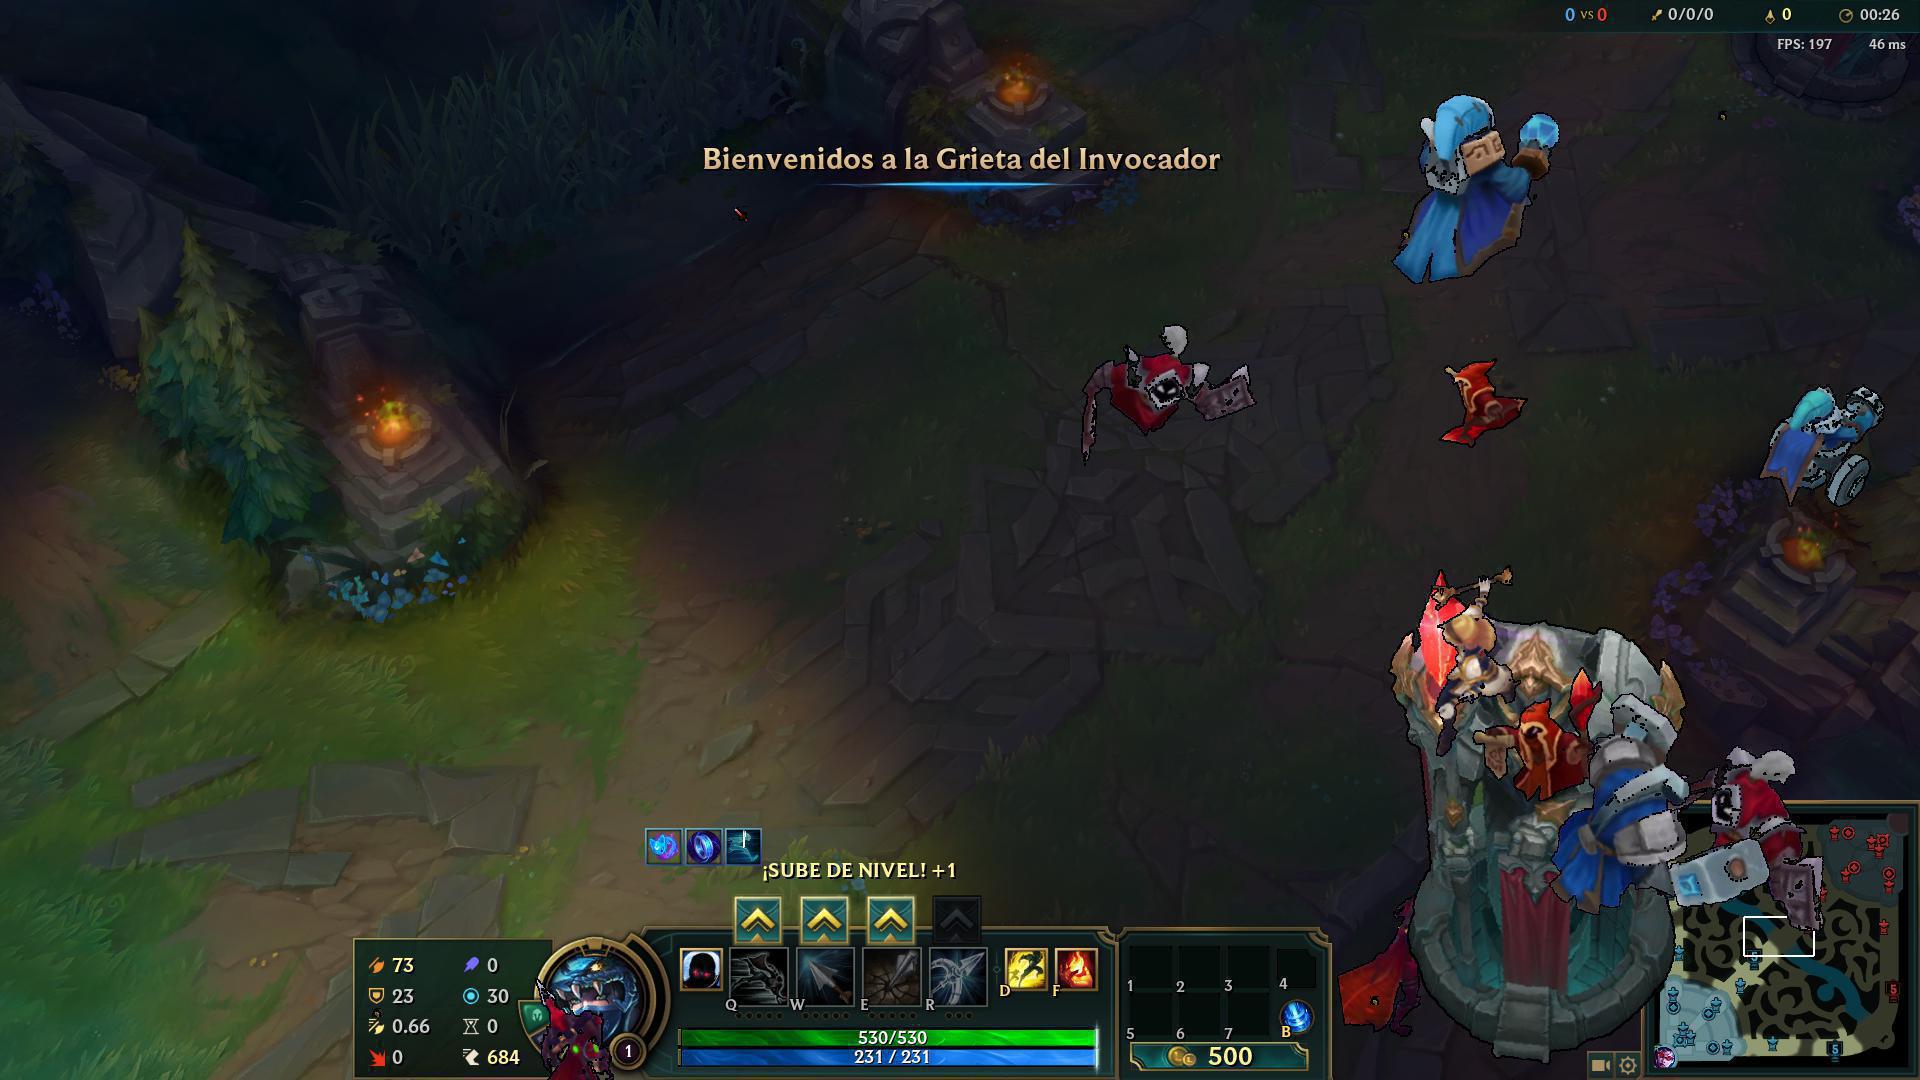 0 vs 0 0/0/0 0 00:26
FPS: 197 46 ms
Bienvenidos a la Grieta del Invocador
¡SUBE DE NIVEL! +1
73 0
23 30
0.66 0
0 684
1
Q W E R D F
530/530
231 / 231
1 2 3 4
5 6 7 B
500
5
5